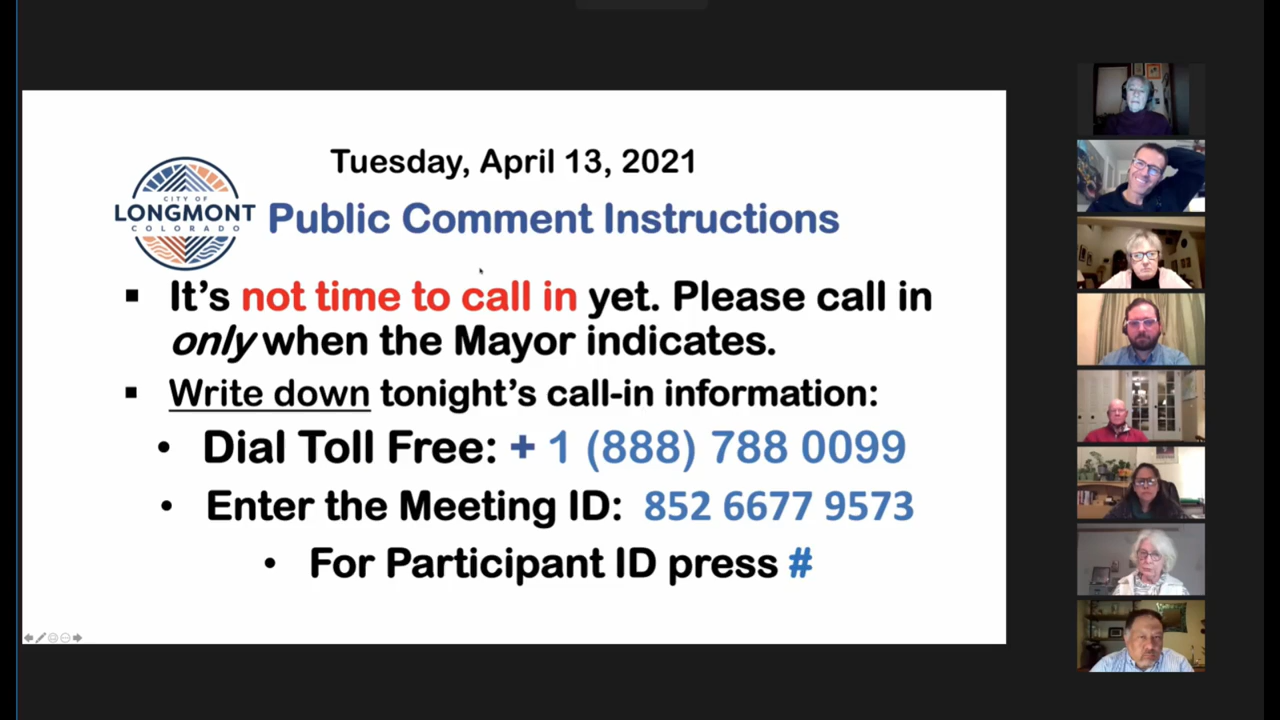 Tuesday, April 13, 2021
CITY OF
LONGMONT
COLORADO
Public Comment Instructions
▪ It's not time to call in yet. Please call in
only when the Mayor indicates.
▪ Write down tonight's call-in information:
• Dial Toll Free: + 1 (888) 788 0099
• Enter the Meeting ID: 852 6677 9573
• For Participant ID press #